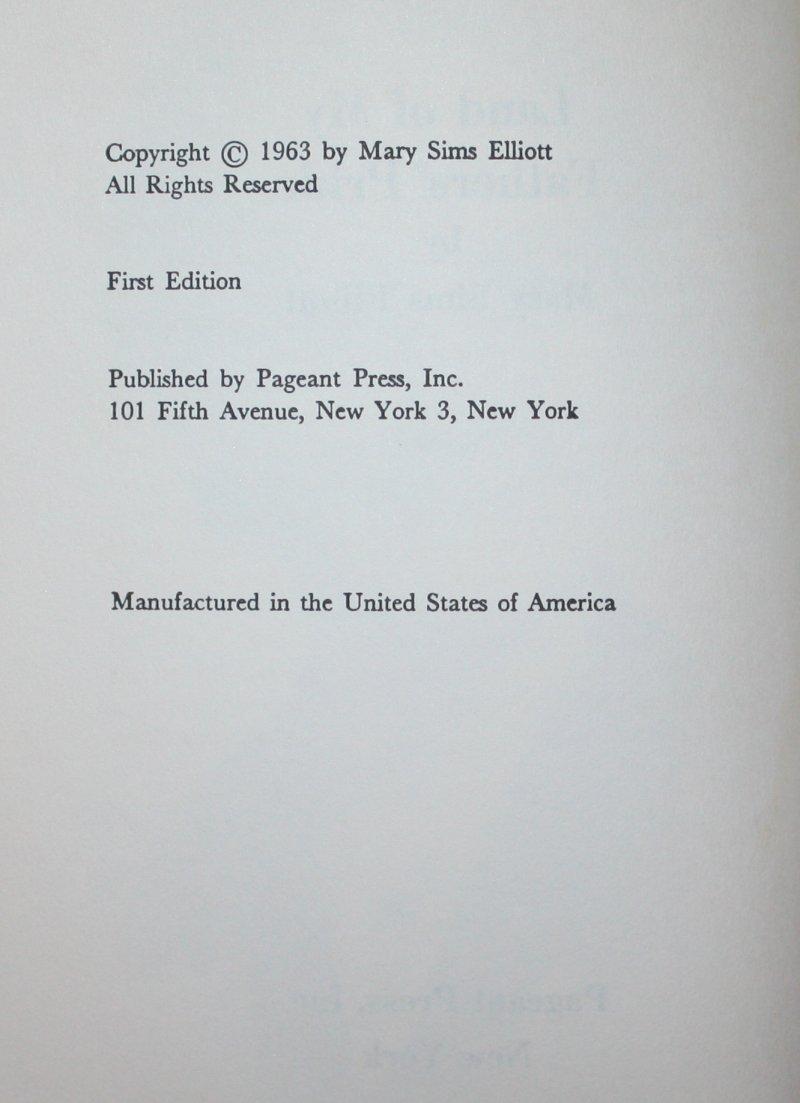 Copyright © 1963 by Mary Sims Elliott
All Rights Reserved
First Edition
Published by Pageant Press, Inc.
101 Fifth Avenue, New York 3, New York
Manufactured in the United States of America